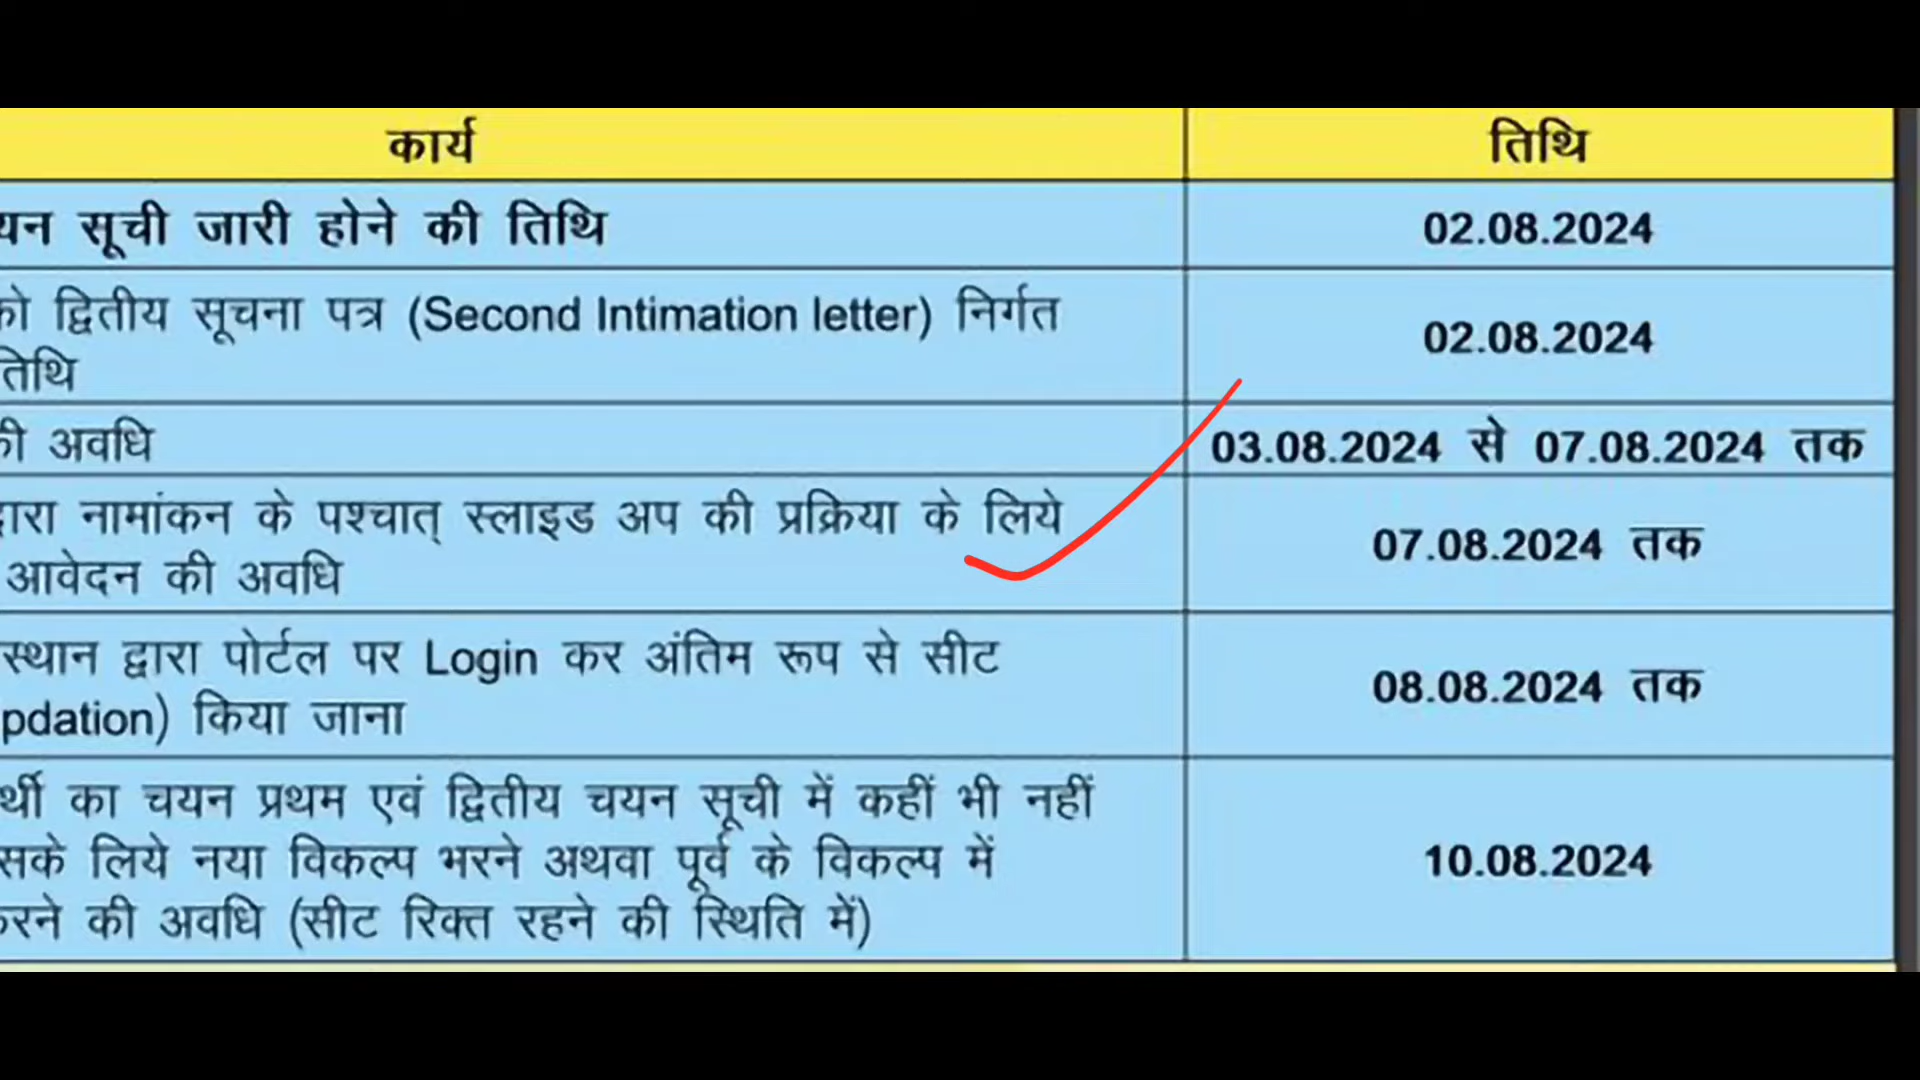 कार्य तिथि
सूची जारी होने की तिथि 02.08.2024
को द्वितीय सूचना पत्र (Second Intimation letter) निर्गत
तिथि
02.08.2024
की अवधि 03.08.2024 से 07.08.2024 तक
द्वारा नामांकन के पश्चात् स्लाइड अप की प्रक्रिया के लिये
आवेदन की अवधि
07.08.2024 तक
स्थान द्वारा पोर्टल पर Login कर अंतिम रूप से सीट
pdation) किया जाना
08.08.2024 तक
र्थी का चयन प्रथम एवं द्वितीय चयन सूची में कहीं भी नहीं
सके लिये नया विकल्प भरने अथवा पूर्व के विकल्प में
करने की अवधि (सीट रिक्त रहने की स्थिति में)
10.08.2024